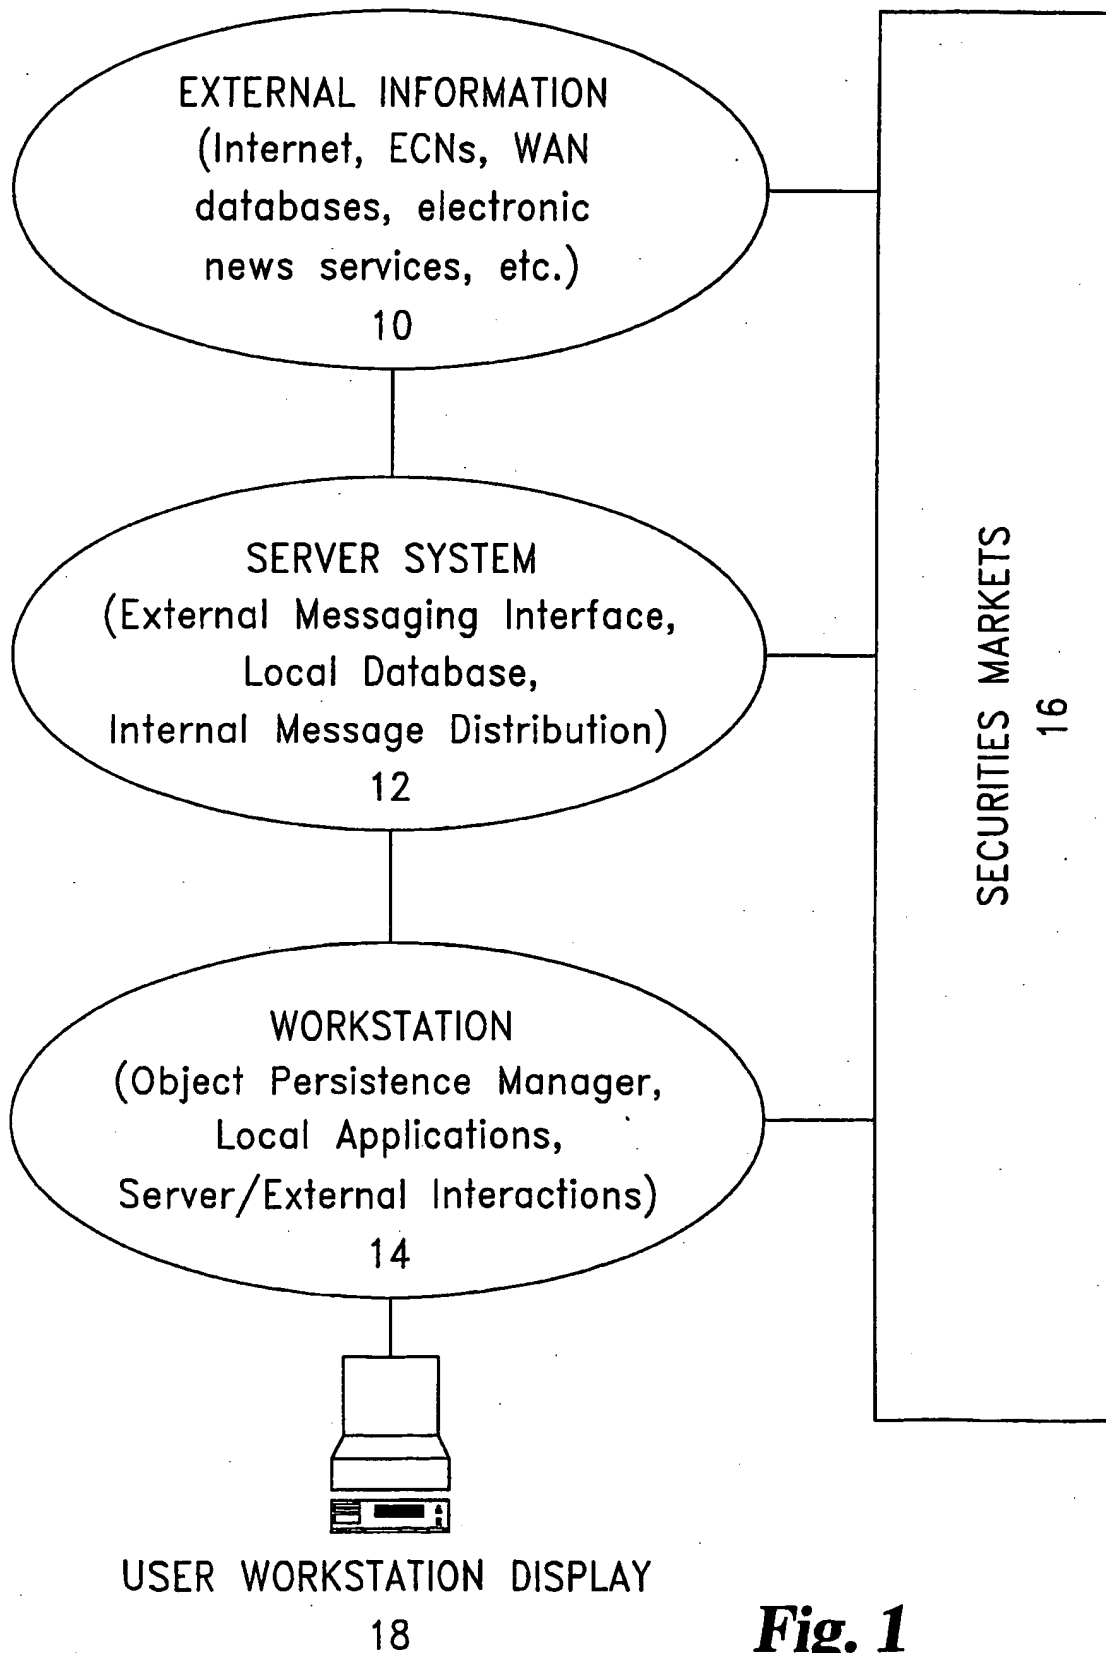 EXTERNAL INFORMATION
(Internet, ECNs, WAN
databases, electronic
news services, etc.)
10
SERVER SYSTEM
(External Messaging Interface,
Local Database,
Internal Message Distribution)
12
WORKSTATION
(Object Persistence Manager,
Local Applications,
Server/External Interactions)
14
SECURITIES MARKETS
16
USER WORKSTATION DISPLAY
18
Fig. 1